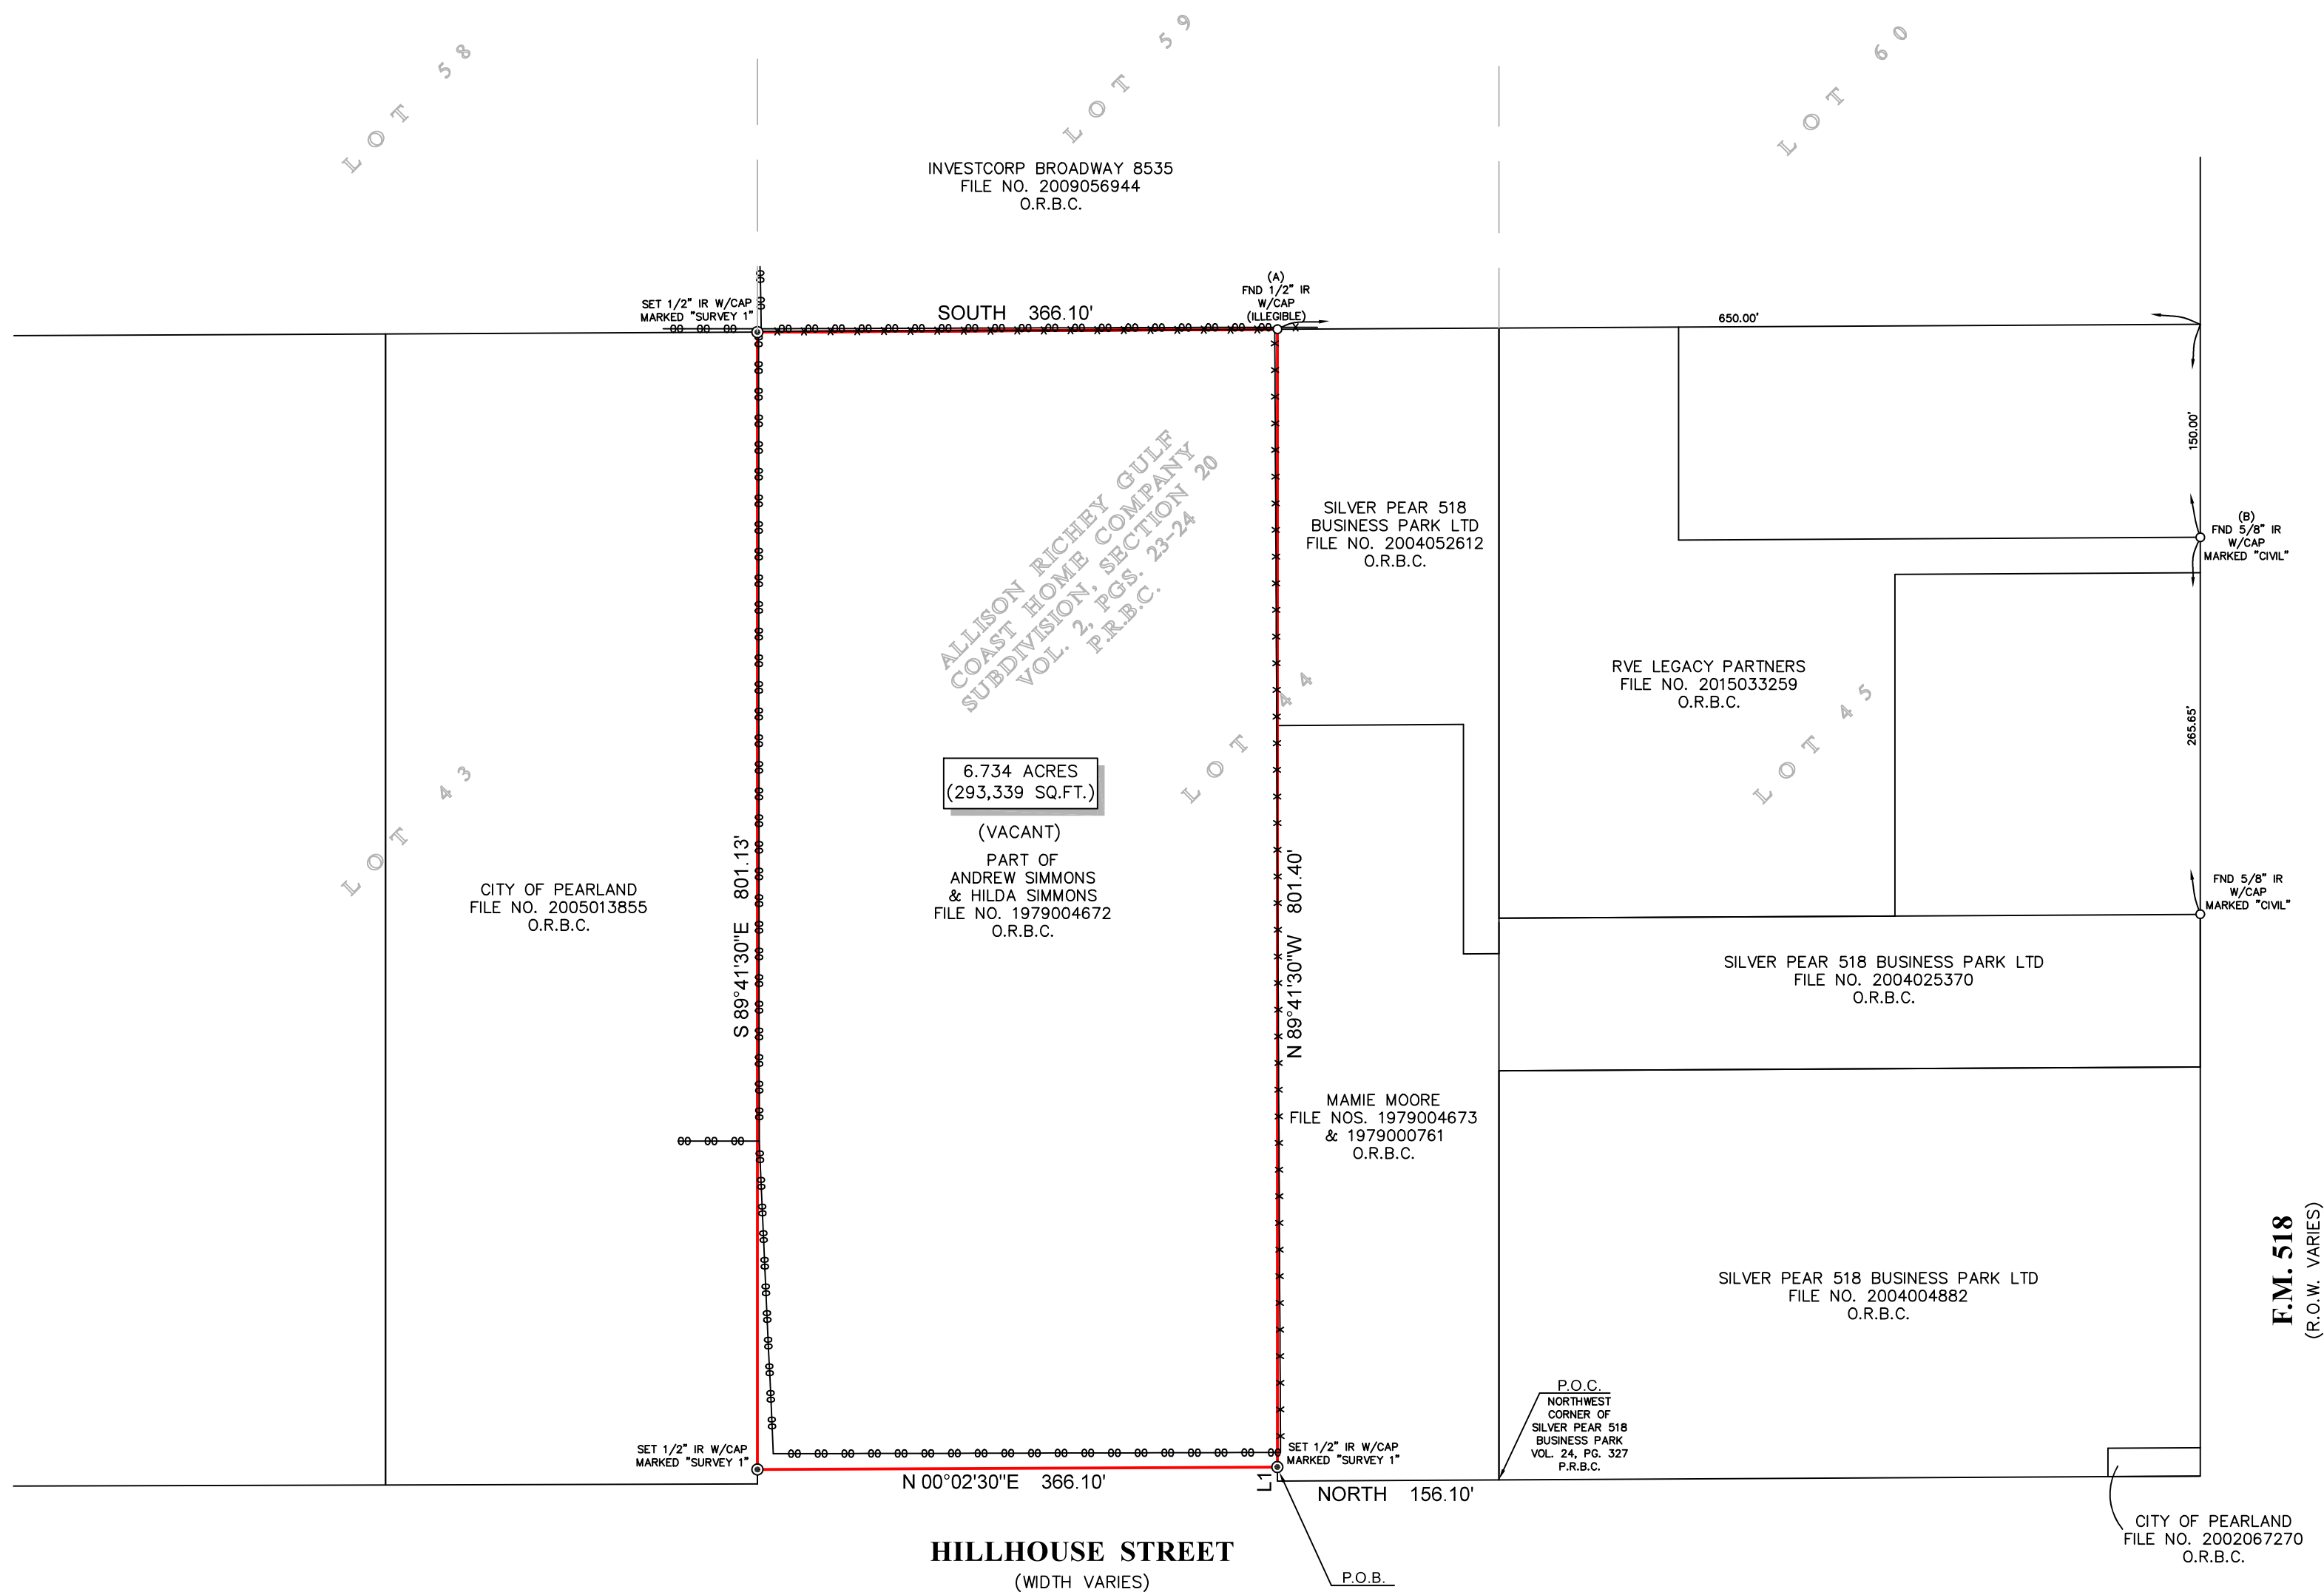 LOT 58
LOT 59
LOT 60
INVESTCORP BROADWAY 8535
FILE NO. 2009056944
O.R.B.C.
SET 1/2" IR W/CAP
MARKED "SURVEY 1"
SOUTH 366.10'
(A)
FND 1/2" IR
W/CAP
(ILLEGIBLE)
650.00'
150.00'
ALLISON RICHEY GULF
COAST HOME COMPANY
SUBDIVISION, SECTION 20
VOL. 2, PGS. 23-24
P.R.B.C.
SILVER PEAR 518
BUSINESS PARK LTD
FILE NO. 2004052612
O.R.B.C.
(B)
FND 5/8" IR
W/CAP
MARKED "CIVIL"
RVE LEGACY PARTNERS
FILE NO. 2015033259
O.R.B.C.
265.65'
LOT 43
LOT 44
LOT 45
6.734 ACRES
(293,339 SQ.FT.)
(VACANT)
PART OF
ANDREW SIMMONS
& HILDA SIMMONS
FILE NO. 1979004672
O.R.B.C.
CITY OF PEARLAND
FILE NO. 2005013855
O.R.B.C.
S 89°41'30"E 801.13'
N 89°41'30"W 801.40'
FND 5/8" IR
W/CAP
MARKED "CIVIL"
SILVER PEAR 518 BUSINESS PARK LTD
FILE NO. 2004025370
O.R.B.C.
MAMIE MOORE
FILE NOS. 1979004673
& 1979000761
O.R.B.C.
SILVER PEAR 518 BUSINESS PARK LTD
FILE NO. 2004004882
O.R.B.C.
F.M. 518
(R.O.W. VARIES)
P.O.C.
NORTHWEST
CORNER OF
SILVER PEAR 518
BUSINESS PARK
VOL. 24, PG. 327
P.R.B.C.
SET 1/2" IR W/CAP
MARKED "SURVEY 1"
SET 1/2" IR W/CAP
MARKED "SURVEY 1"
N 00°02'30"E 366.10'
L1
NORTH 156.10'
HILLHOUSE STREET
(WIDTH VARIES)
P.O.B.
CITY OF PEARLAND
FILE NO. 2002067270
O.R.B.C.